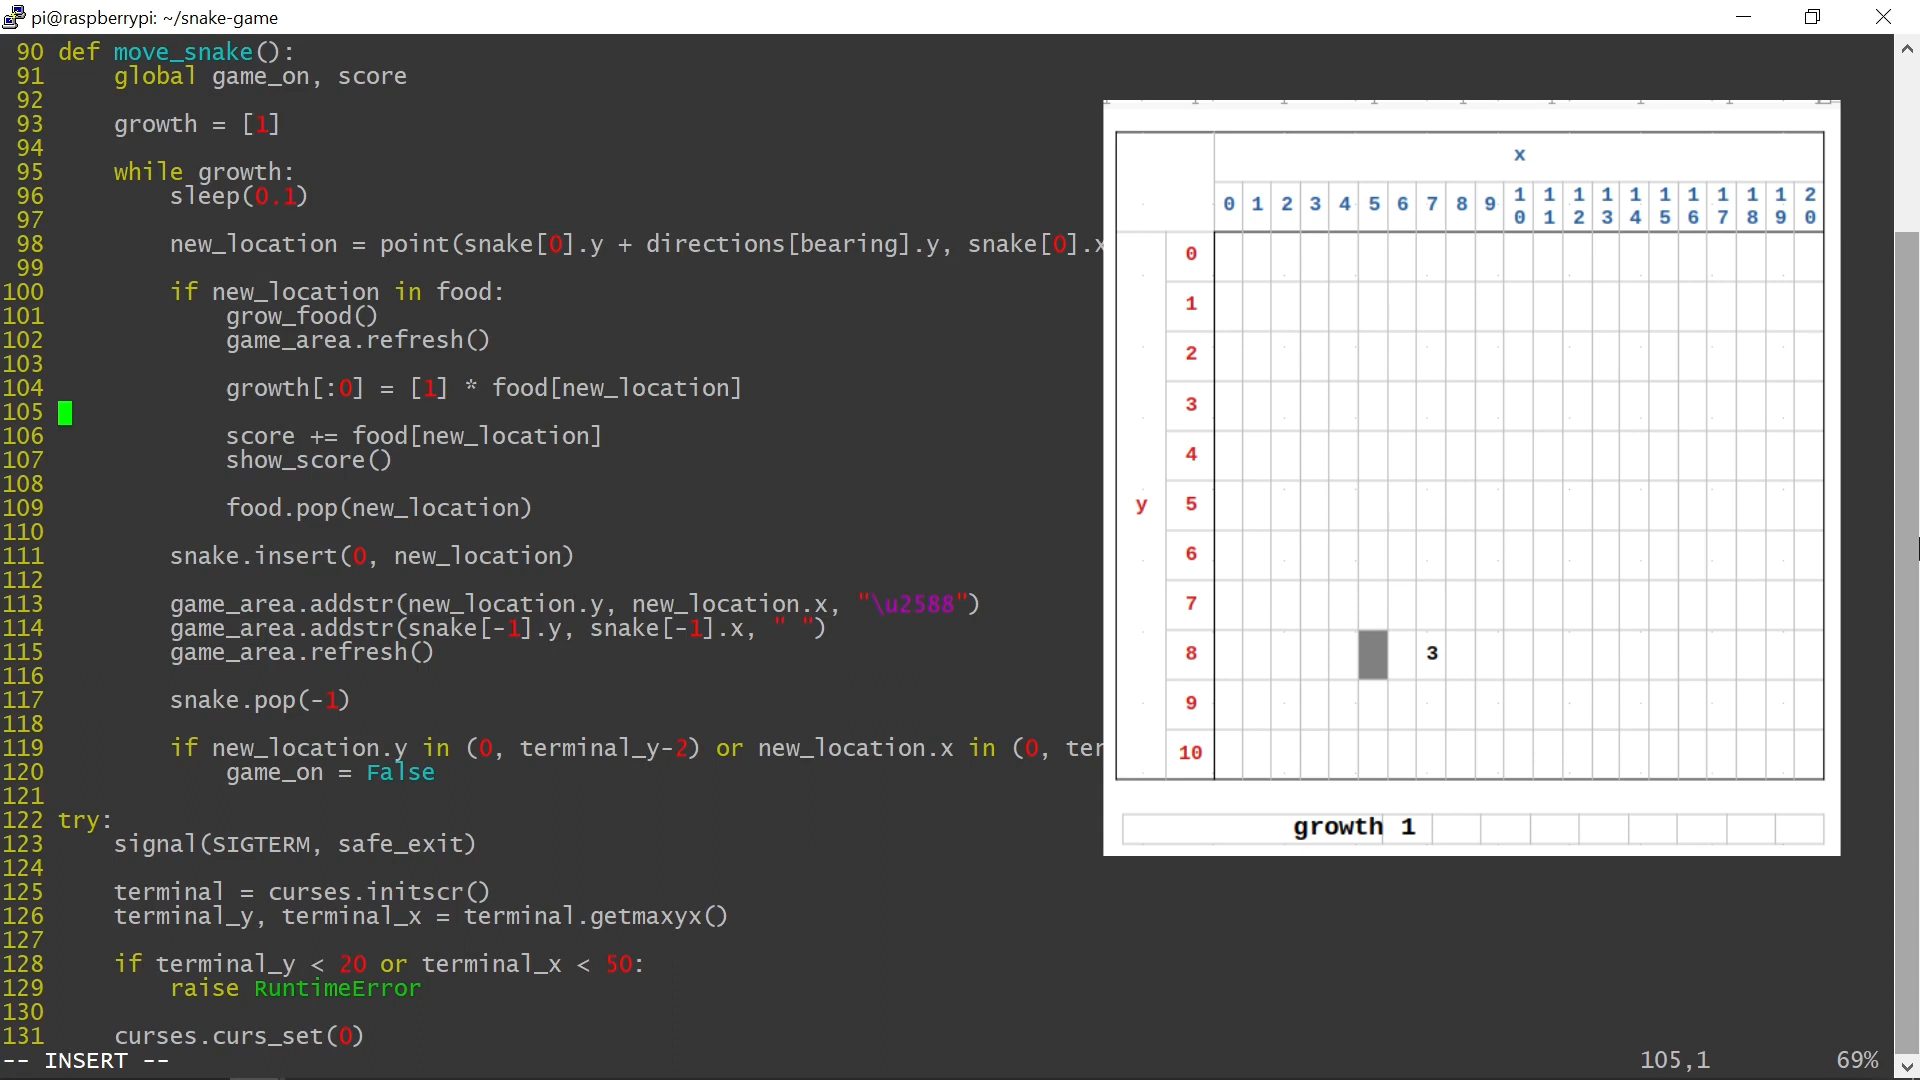 pi@raspberrypi: ~/snake-game
90 def move_snake():
91     global game_on, score
92
93     growth = [1]
94
95     while growth:
96         sleep(0.1)
97
98         new_location = point(snake[0].y + directions[bearing].y, snake[0].x
99
100         if new_location in food:
101             grow_food()
102             game_area.refresh()
103
104             growth[:0] = [1] * food[new_location]
105
106             score += food[new_location]
107             show_score()
108
109             food.pop(new_location)
110
111         snake.insert(0, new_location)
112
113         game_area.addstr(new_location.y, new_location.x, "\u2588")
114         game_area.addstr(snake[-1].y, snake[-1].x, " ")
115         game_area.refresh()
116
117         snake.pop(-1)
118
119         if new_location.y in (0, terminal_y-2) or new_location.x in (0, ter
120             game_on = False
121
122 try:
123     signal(SIGTERM, safe_exit)
124
125     terminal = curses.initscr()
126     terminal_y, terminal_x = terminal.getmaxyx()
127
128     if terminal_y < 20 or terminal_x < 50:
129         raise RuntimeError
130
131     curses.curs_set(0)
-- INSERT --
105,1 69%
x
0 1 2 3 4 5 6 7 8 9 10 11 12 13 14 15 16 17 18 19 20
0
1
2
3
4
y 5
6
7
8 3
9
10
growth 1